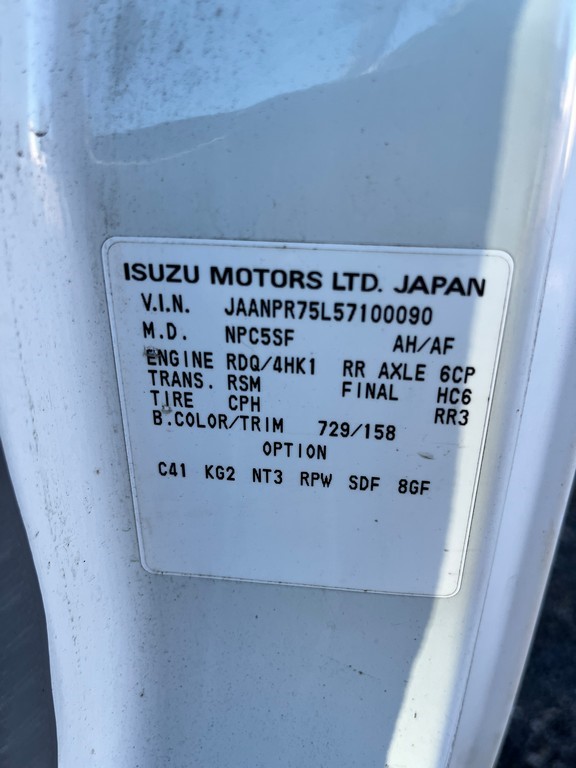 ISUZU MOTORS LTD. JAPAN
V.I.N. JAANPR75L57100090
M.D. NPC5SF AH/AF
ENGINE RDQ/4HK1 RR AXLE 6CP
TRANS. RSM FINAL HC6
TIRE CPH RR3
B.COLOR/TRIM 729/158
OPTION
C41 KG2 NT3 RPW SDF 8GF